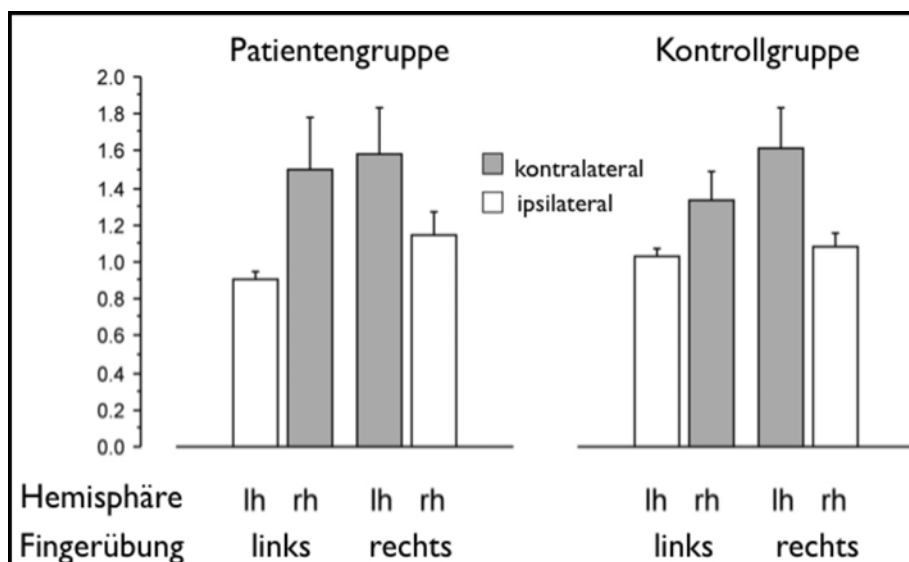 Patientengruppe Kontrollgruppe
2.0
1.8
1.6
1.4
1.2
1.0
0.8
0.6
0.4
0.2
0.0
kontralateral
ipsilateral
Hemisphäre lh rh lh rh lh rh lh rh
Fingerübung links rechts links rechts